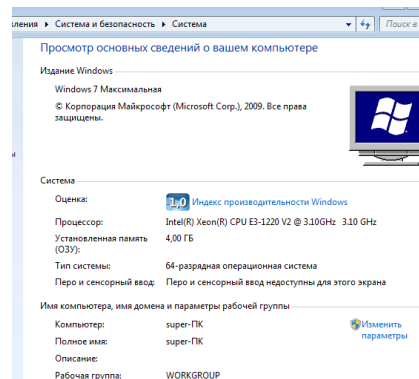 ления ▸ Система и безопасность ▸ Система
Поиск в
Просмотр основных сведений о вашем компьютере
Издание Windows
Windows 7 Максимальная
© Корпорация Майкрософт (Microsoft Corp.), 2009. Все права
защищены.
Система
Оценка:
1,0 Индекс производительности Windows
Процессор:
Intel(R) Xeon(R) CPU E3-1220 V2 @ 3.10GHz 3.10 GHz
Установленная память
(ОЗУ):
4,00 ГБ
Тип системы:
64-разрядная операционная система
Перо и сенсорный ввод:
Перо и сенсорный ввод недоступны для этого экрана
Имя компьютера, имя домена и параметры рабочей группы
Компьютер:
super-ПК
Изменить
параметры
Полное имя:
super-ПК
Описание:
Рабочая группа:
WORKGROUP